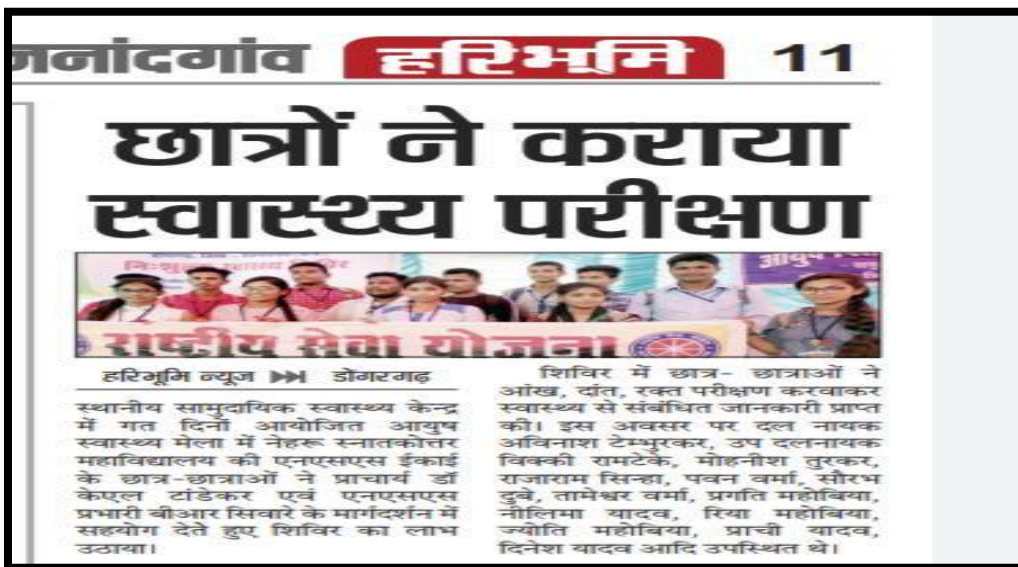 जनांदगांव हरिभूमि 11
छात्रों ने कराया
स्वास्थ्य परीक्षण
निःशुल्क स्वास्थ्य शिविर
आयुष
राष्ट्रीय सेवा योजना
हरिभूमि न्यूज डोंगरगढ़
स्थानीय सामुदायिक स्वास्थ्य केन्द्र
में गत दिनों आयोजित आयुष
स्वास्थ्य मेला में नेहरू स्नातकोत्तर
महाविद्यालय की एनएसएस ईकाई
के छात्र-छात्राओं ने प्राचार्य डॉ
केएल टांडेकर एवं एनएसएस
प्रभारी बीआर सिवारे के मार्गदर्शन में
सहयोग देते हुए शिविर का लाभ
उठाया।
शिविर में छात्र- छात्राओं ने
आंख, दांत, रक्त परीक्षण करवाकर
स्वास्थ्य से संबंधित जानकारी प्राप्त
की। इस अवसर पर दल नायक
अविनाश टेम्भुरकर, उप दलनायक
विक्की रामटेके, मोहनीश तुरकर,
राजाराम सिन्हा, पवन वर्मा, सौरभ
दुबे, तामेश्वर वर्मा, प्रगति महोबिया,
नीलिमा यादव, रिया महोबिया,
ज्योति महोबिया, प्राची यादव,
दिनेश यादव आदि उपस्थित थे।